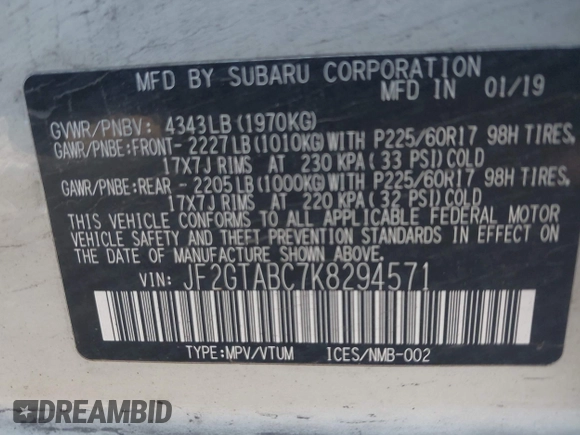 MFD BY SUBARU CORPORATION
MFD IN 01/19
GVWR/PNBV: 4343LB(1970KG)
GAWR/PNBE:FRONT-2227LB(1010KG)WITH P225/60R17 98H TIRES,
17X7J RIMS AT 230 KPA(33 PSI)COLD
GAWR/PNBE:REAR -2205LB(1000KG)WITH P225/60R17 98H TIRES,
17X7J RIMS AT 220 KPA(32 PSI)COLD
THIS VEHICLE CONFORMS TO ALL APPLICABLE FEDERAL MOTOR
VEHICLE SAFETY AND THEFT PREVENTION STANDARDS IN EFFECT ON
THE DATE OF MANUFACTURE SHOWN ABOVE.
VIN: JF2GTABC7K8294571
TYPE:MPV/VTUM ICES/NMB-002
DREAMBID